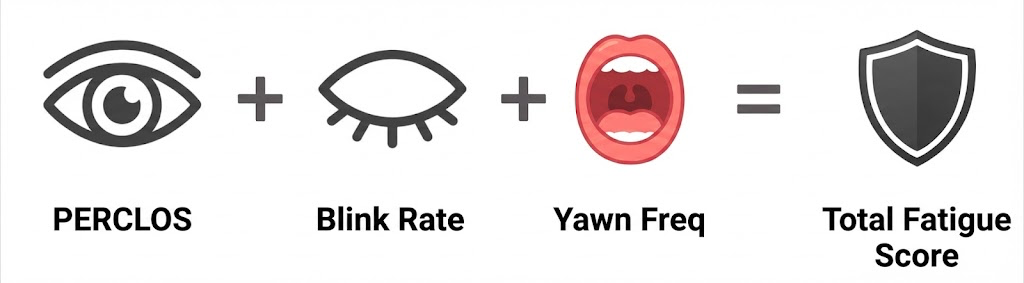 + + =
PERCLOS Blink Rate Yawn Freq Total Fatigue
Score